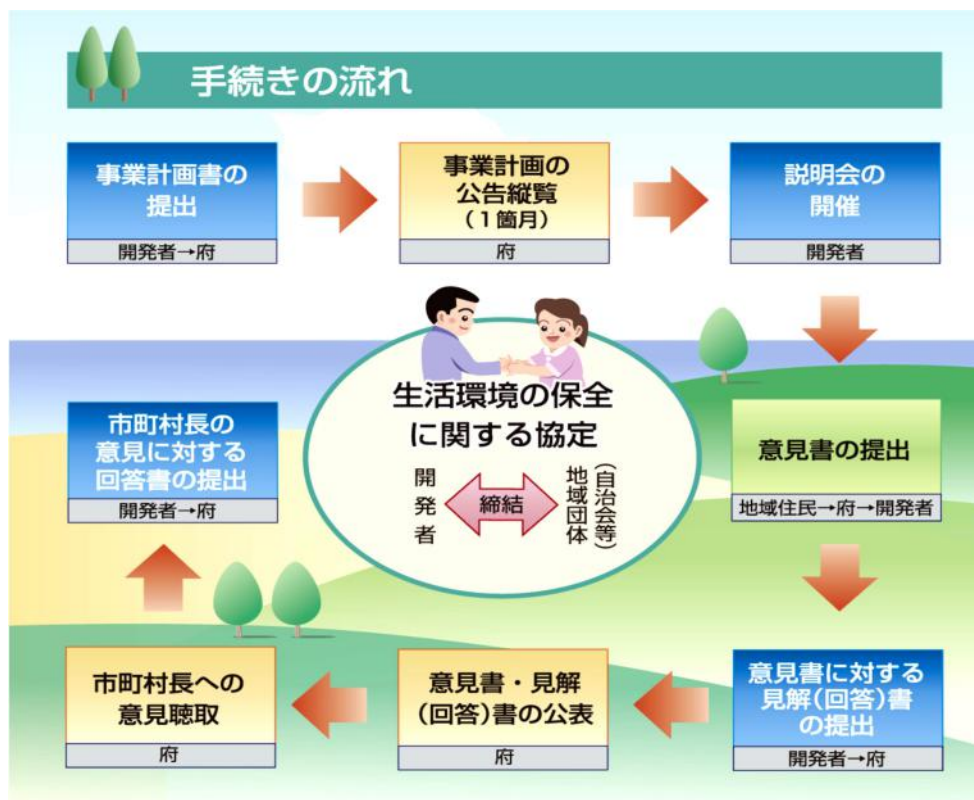 手続きの流れ
事業計画書の
提出
開発者→府
事業計画の
公告縦覧
(1箇月)
府
説明会の
開催
開発者
意見書の提出
地域住民→府→開発者
意見書に対する
見解(回答)書
の提出
開発者→府
意見書・見解
(回答)書の公表
府
市町村長への
意見聴取
府
市町村長の
意見に対する
回答書の提出
開発者→府
生活環境の保全
に関する協定
開発者
締結
地域団体
(自治会等)